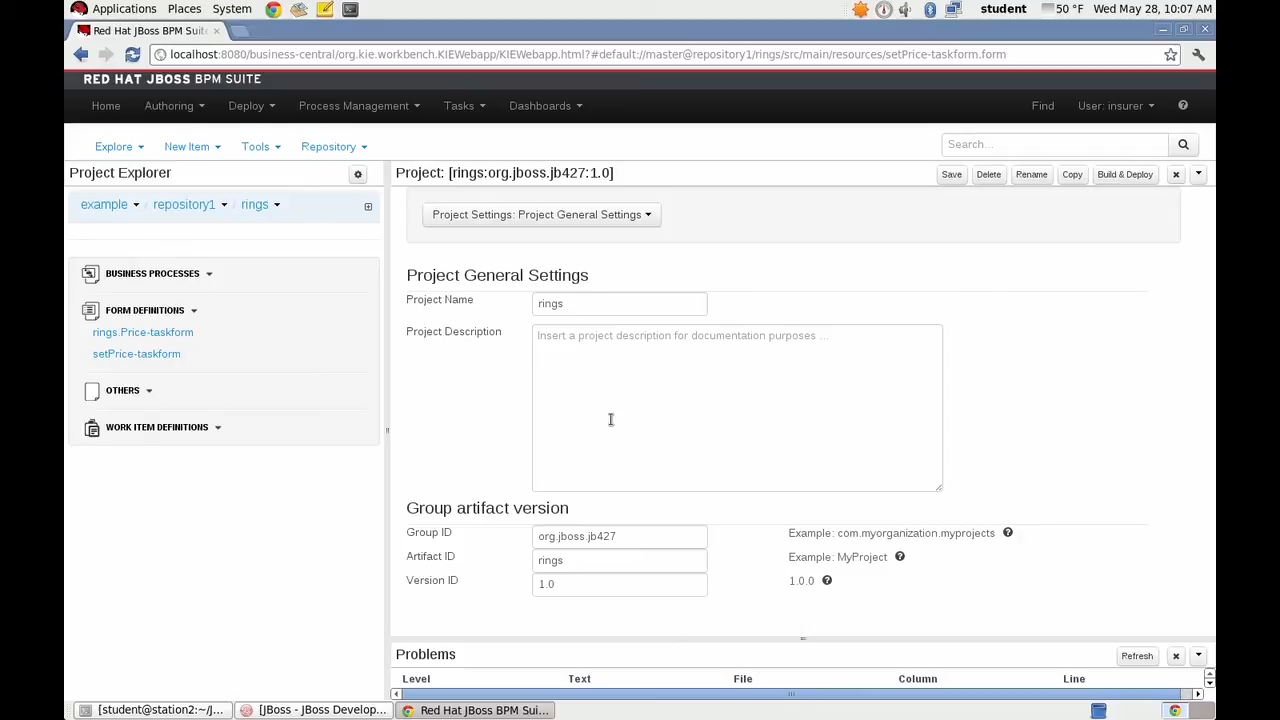 Applications Places System student 50 °F Wed May 28, 10:07 AM
Red Hat JBoss BPM Suite
localhost:8080/business-central/org.kie.workbench.KIEWebapp/KIEWebapp.html?#default://master@repository1/rings/src/main/resources/setPrice-taskform.form
RED HAT JBOSS BPM SUITE
Home Authoring Deploy Process Management Tasks Dashboards Find User: insurer
Explore New Item Tools Repository Search...
Project Explorer
example / repository1 / rings
BUSINESS PROCESSES
FORM DEFINITIONS
rings.Price-taskform
setPrice-taskform
OTHERS
WORK ITEM DEFINITIONS
Project: [rings:org.jboss.jb427:1.0] Save Delete Rename Copy Build & Deploy
Project Settings: Project General Settings
Project General Settings
Project Name rings
Project Description Insert a project description for documentation purposes ...
Group artifact version
Group ID org.jboss.jb427 Example: com.myorganization.myprojects
Artifact ID rings Example: MyProject
Version ID 1.0 1.0.0
Problems Refresh
Level Text File Column Line
[student@station2:~/J... [JBoss - JBoss Develop... Red Hat JBoss BPM Sui...